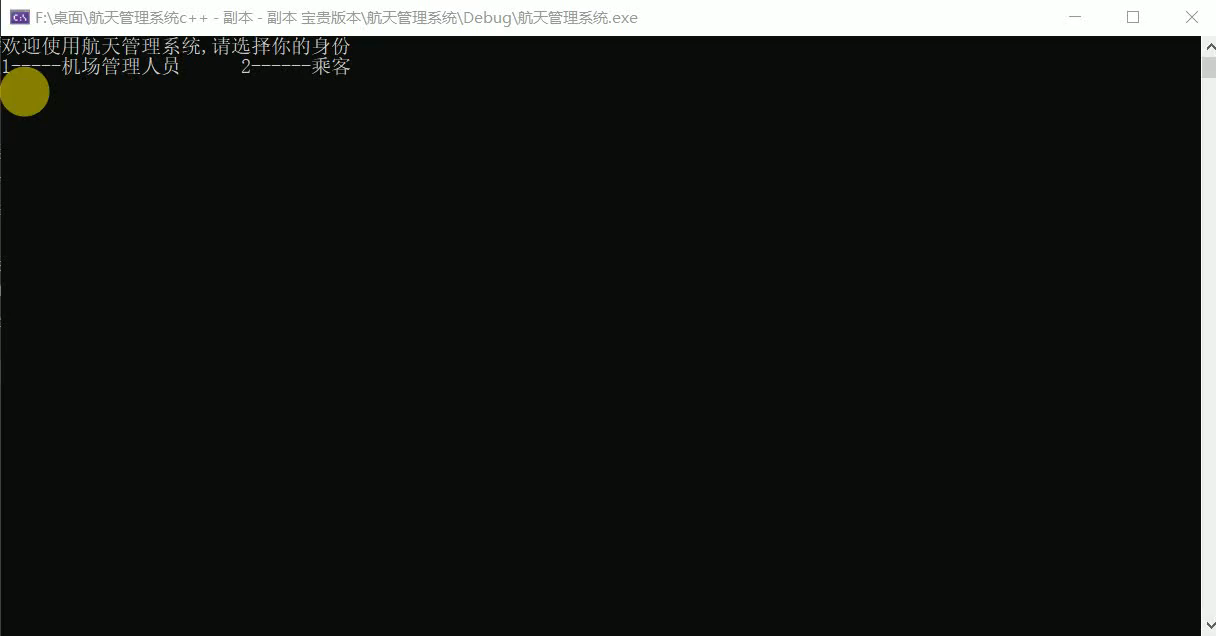 F:\桌面\航天管理系统c++ - 副本 - 副本 宝贵版本\航天管理系统\Debug\航天管理系统.exe
欢迎使用航天管理系统,请选择你的身份
1-----机场管理人员      2------乘客